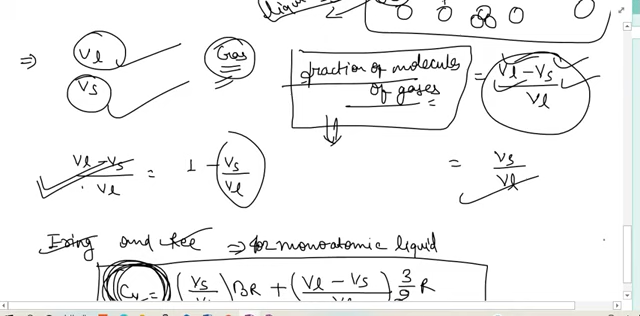 liquid
⇒ Vl Gas fraction of molecules of gases = Vl - Vs / Vl
Vs
Vl - Vs / Vl = 1 - Vs / Vl = Vs / Vl
Eyring and Ree ⇒ for monoatomic liquid
Cv = (Vs / V) 3R + (Vl - Vs / Vl) 3/2 R